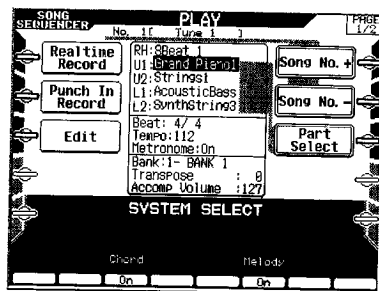 SONG SEQUENCER
PLAY
PAGE 1/2
No. 1[ Tune 1 ]
Realtime Record
RH:8Beat 1
U1:Grand Piano1
Song No.+
U2:Strings1
Punch In Record
L1:AcousticBass
L2:SynthString3
Song No.-
Edit
Beat: 4/ 4
Tempo:112
Metronome:On
Part Select
Bank:1- BANK 1
Transpose : 0
Accomp Volume :127
SYSTEM SELECT
Chord
Melody
On
On